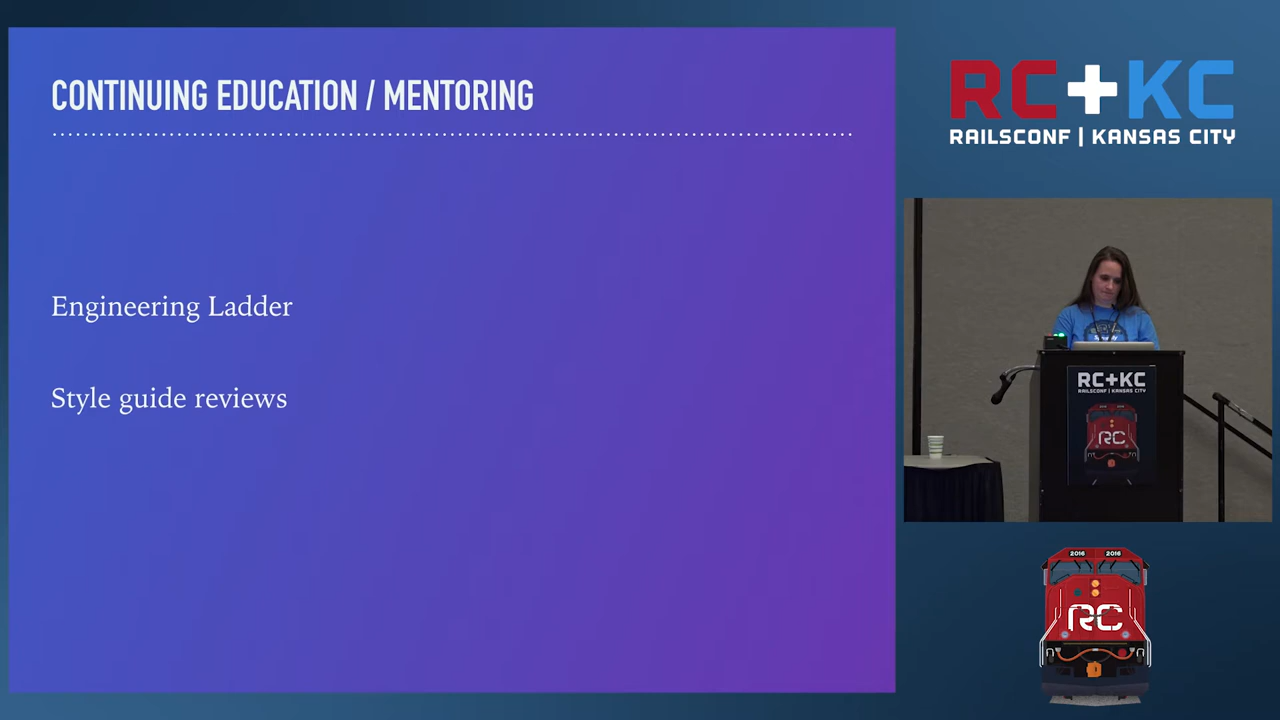 CONTINUING EDUCATION / MENTORING
Engineering Ladder
Style guide reviews
RC+KC
RAILSCONF | KANSAS CITY
RC+KC
RAILSCONF | KANSAS CITY
RC
2016 2016
RC